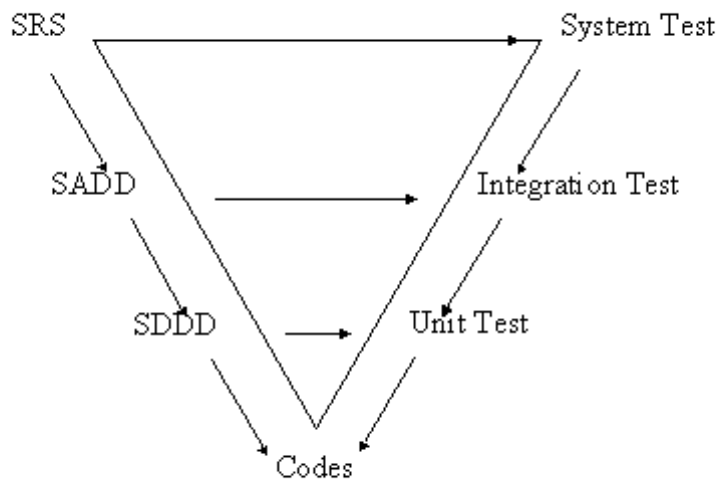 SRS
System Test
SADD
Integration Test
SDDD
Unit Test
Codes